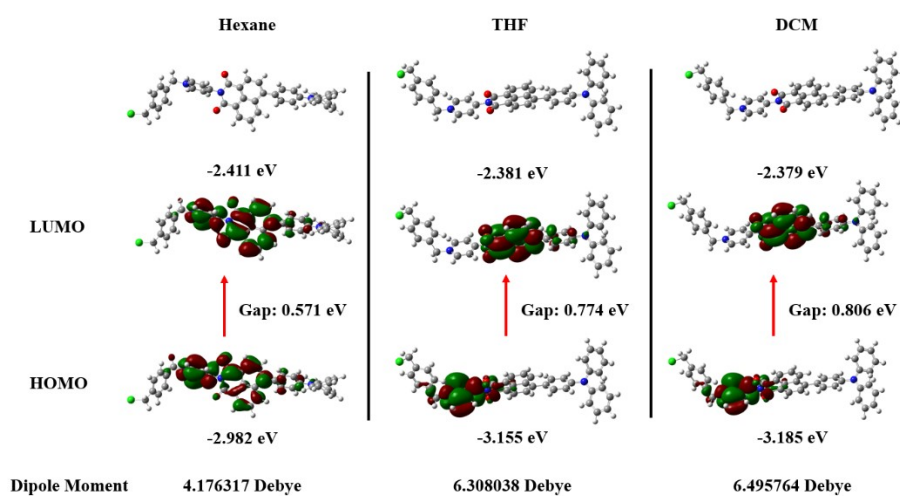 Hexane THF DCM
-2.411 eV -2.381 eV -2.379 eV
LUMO
Gap: 0.571 eV Gap: 0.774 eV Gap: 0.806 eV
HOMO
-2.982 eV -3.155 eV -3.185 eV
Dipole Moment 4.176317 Debye 6.308038 Debye 6.495764 Debye